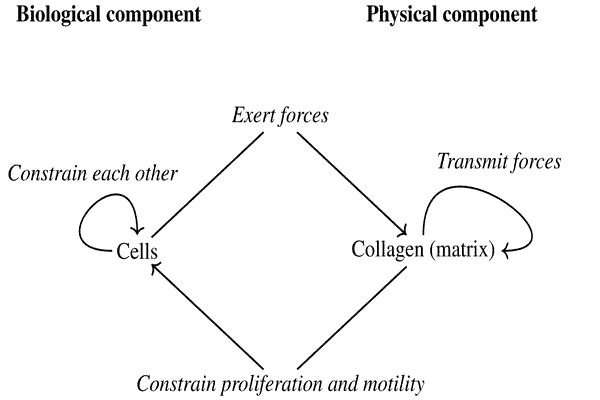 Biological component
Physical component
Exert forces
Transmit forces
Constrain each other
Cells
Collagen (matrix)
Constrain proliferation and motility